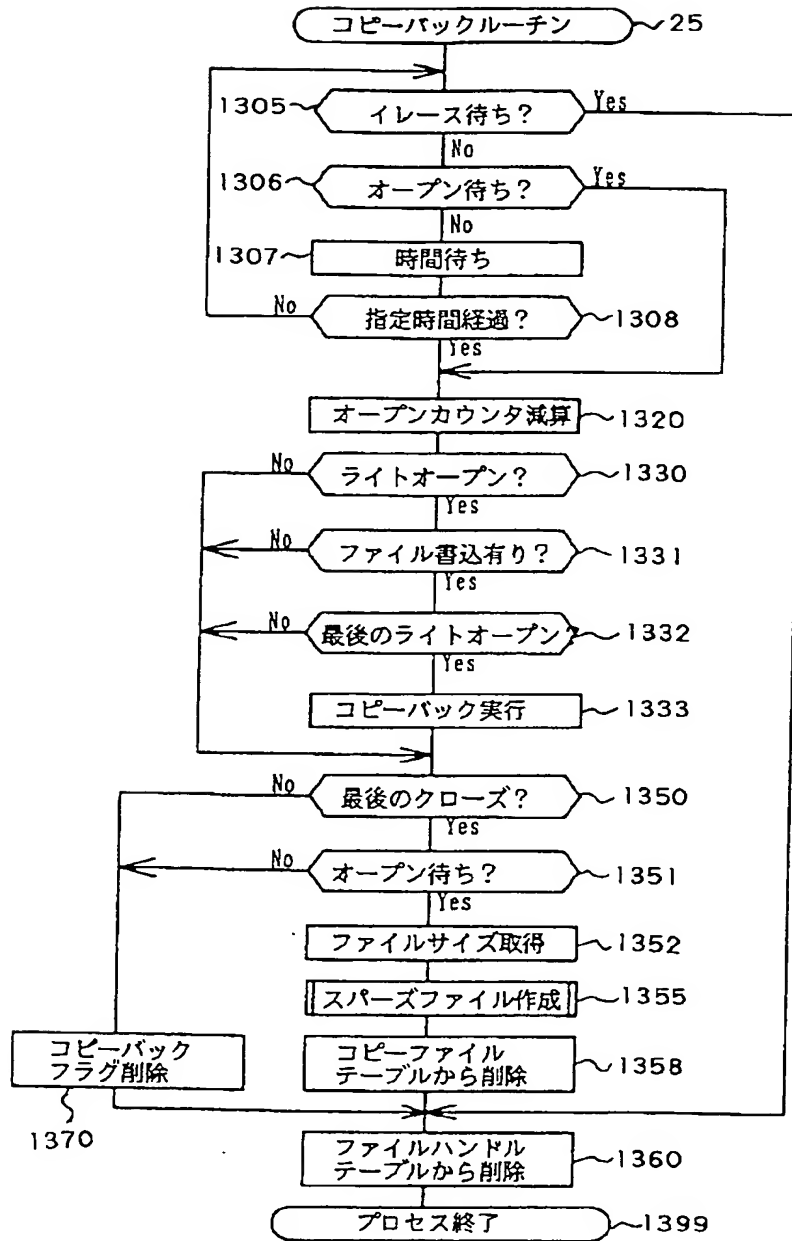 コピーバックルーチン 25
1305 イレース待ち? Yes
No
1306 オープン待ち? Yes
No
1307 時間待ち
No 指定時間経過? 1308
Yes
オープンカウンタ減算 1320
No ライトオープン? 1330
Yes
No ファイル書込有り? 1331
Yes
No 最後のライトオープン? 1332
Yes
コピーバック実行 1333
No 最後のクローズ? 1350
Yes
No オープン待ち? 1351
Yes
ファイルサイズ取得 1352
スパーズファイル作成 1355
コピーバック
フラグ削除
1370
コピーファイル
テーブルから削除 1358
ファイルハンドル
テーブルから削除 1360
プロセス終了 1399